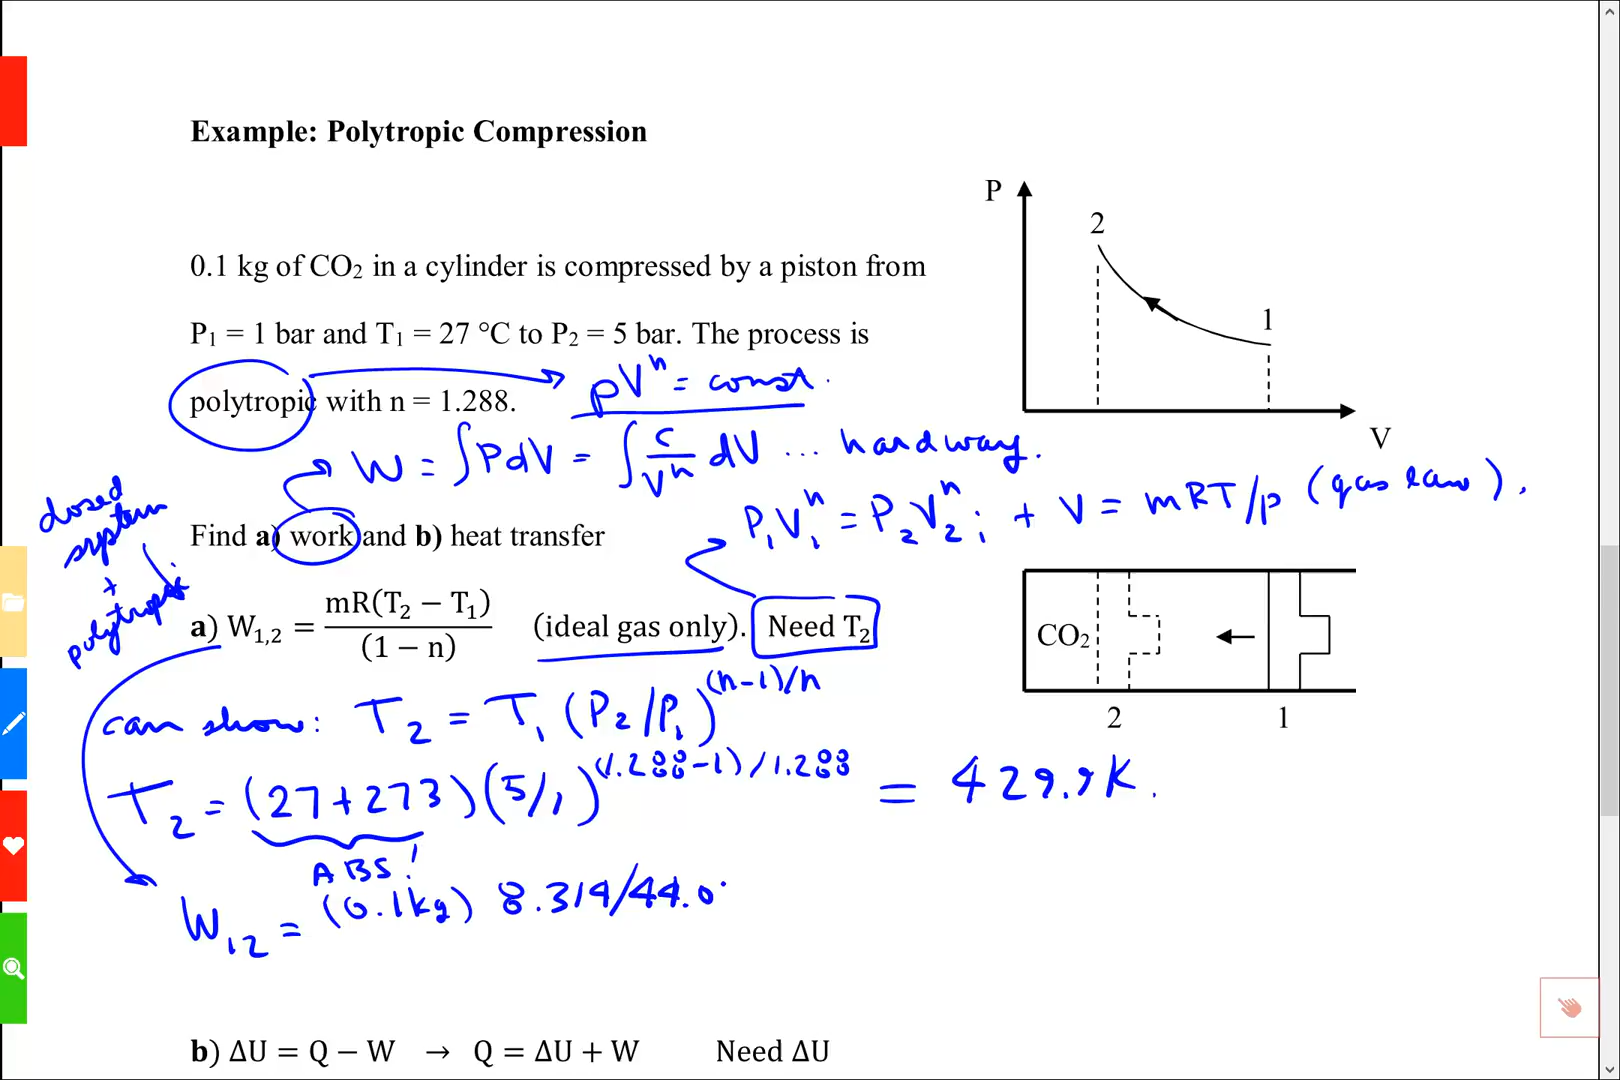 Example: Polytropic Compression
P
2
0.1 kg of CO₂ in a cylinder is compressed by a piston from
1
P₁ = 1 bar and T₁ = 27 °C to P₂ = 5 bar. The process is
pVⁿ = const.
polytropic with n = 1.288.
V
W = ∫PdV = ∫ c/Vⁿ dV ... hard way.
closed system + polytropic
P₁V₁ⁿ = P₂V₂ⁿ ; + V = mRT/p (gas law).
Find a) work and b) heat transfer
a) W₁,₂ = mR(T₂ − T₁)/(1 − n) (ideal gas only). Need T₂
CO₂
2 1
can show: T₂ = T₁ (P₂/P₁)^(n-1)/n
T₂ = (27+273)(5/1)^(1.288-1)/1.288 = 429.9K.
ABS!
W₁₂ = (0.1kg) 8.314/44.0
b) ΔU = Q − W → Q = ΔU + W Need ΔU